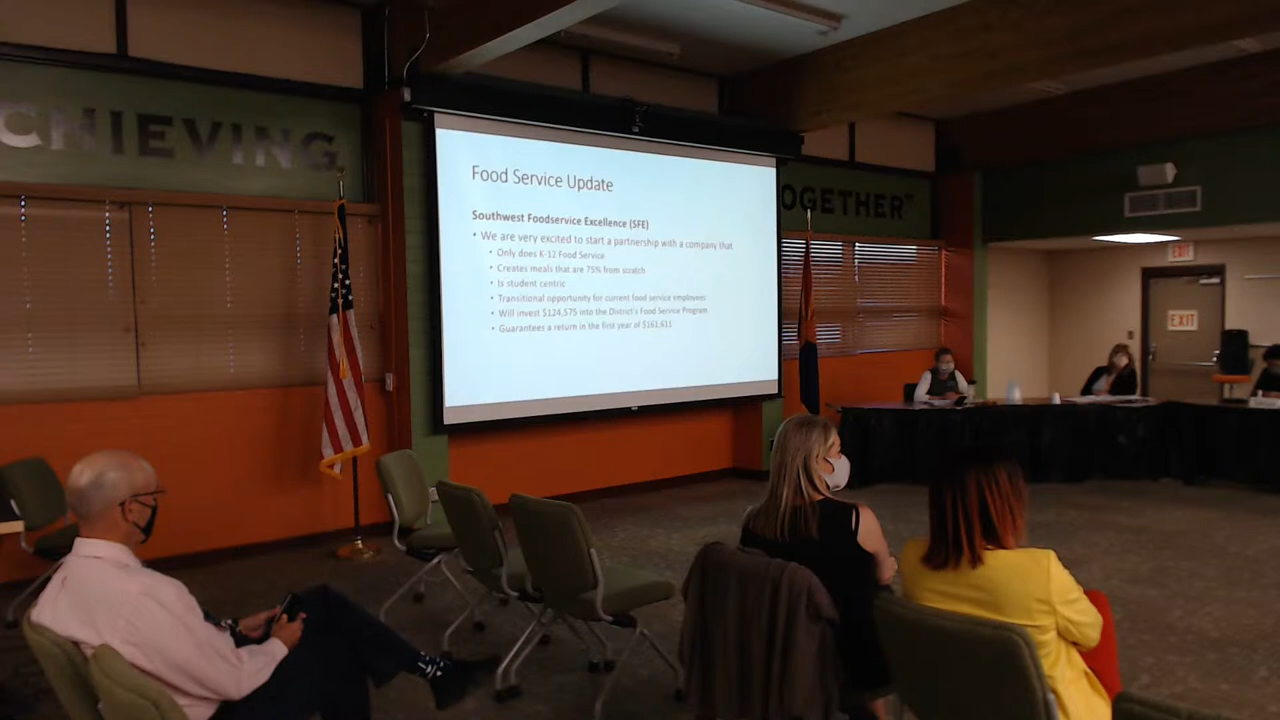 CHIEVING
Food Service Update
Southwest Foodservice Excellence (SFE)
• We are very excited to start a partnership with a company that
• Only does K-12 Food Service
• Creates meals that are 75% from scratch
• Is student centric
• Transitional opportunity for current food service employees
• Will invest $124,575 into the District's Food Service Program
• Guarantees a return in the first year of $161,611
OGETHER™
EXIT
EXIT